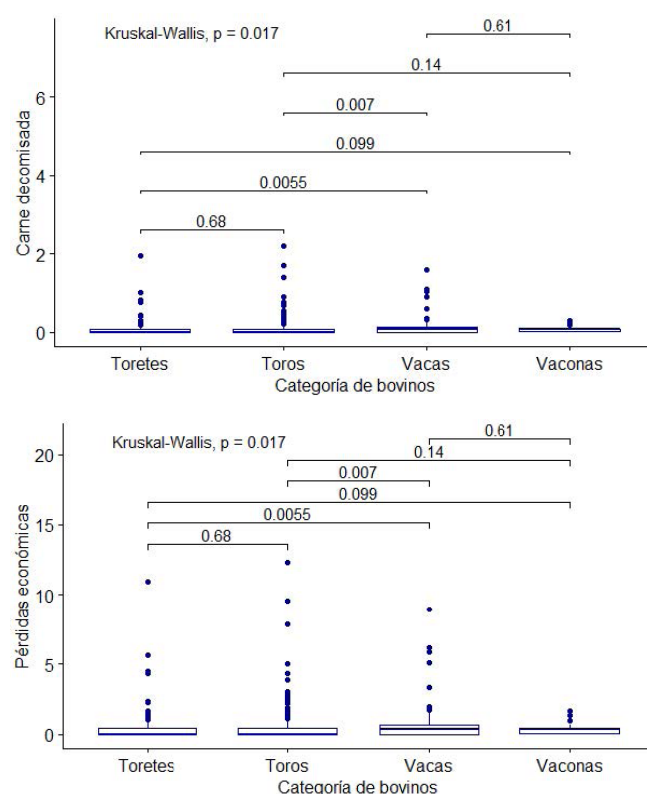 Kruskal-Wallis, p = 0.017
0.61
0.14
0.007
0.099
0.0055
0.68
Carne decomisada
6
4
2
0
Toretes Toros Vacas Vaconas
Categoría de bovinos
Kruskal-Wallis, p = 0.017
0.61
0.14
0.007
0.099
0.0055
0.68
Pérdidas económicas
20
15
10
5
0
Toretes Toros Vacas Vaconas
Categoría de bovinos